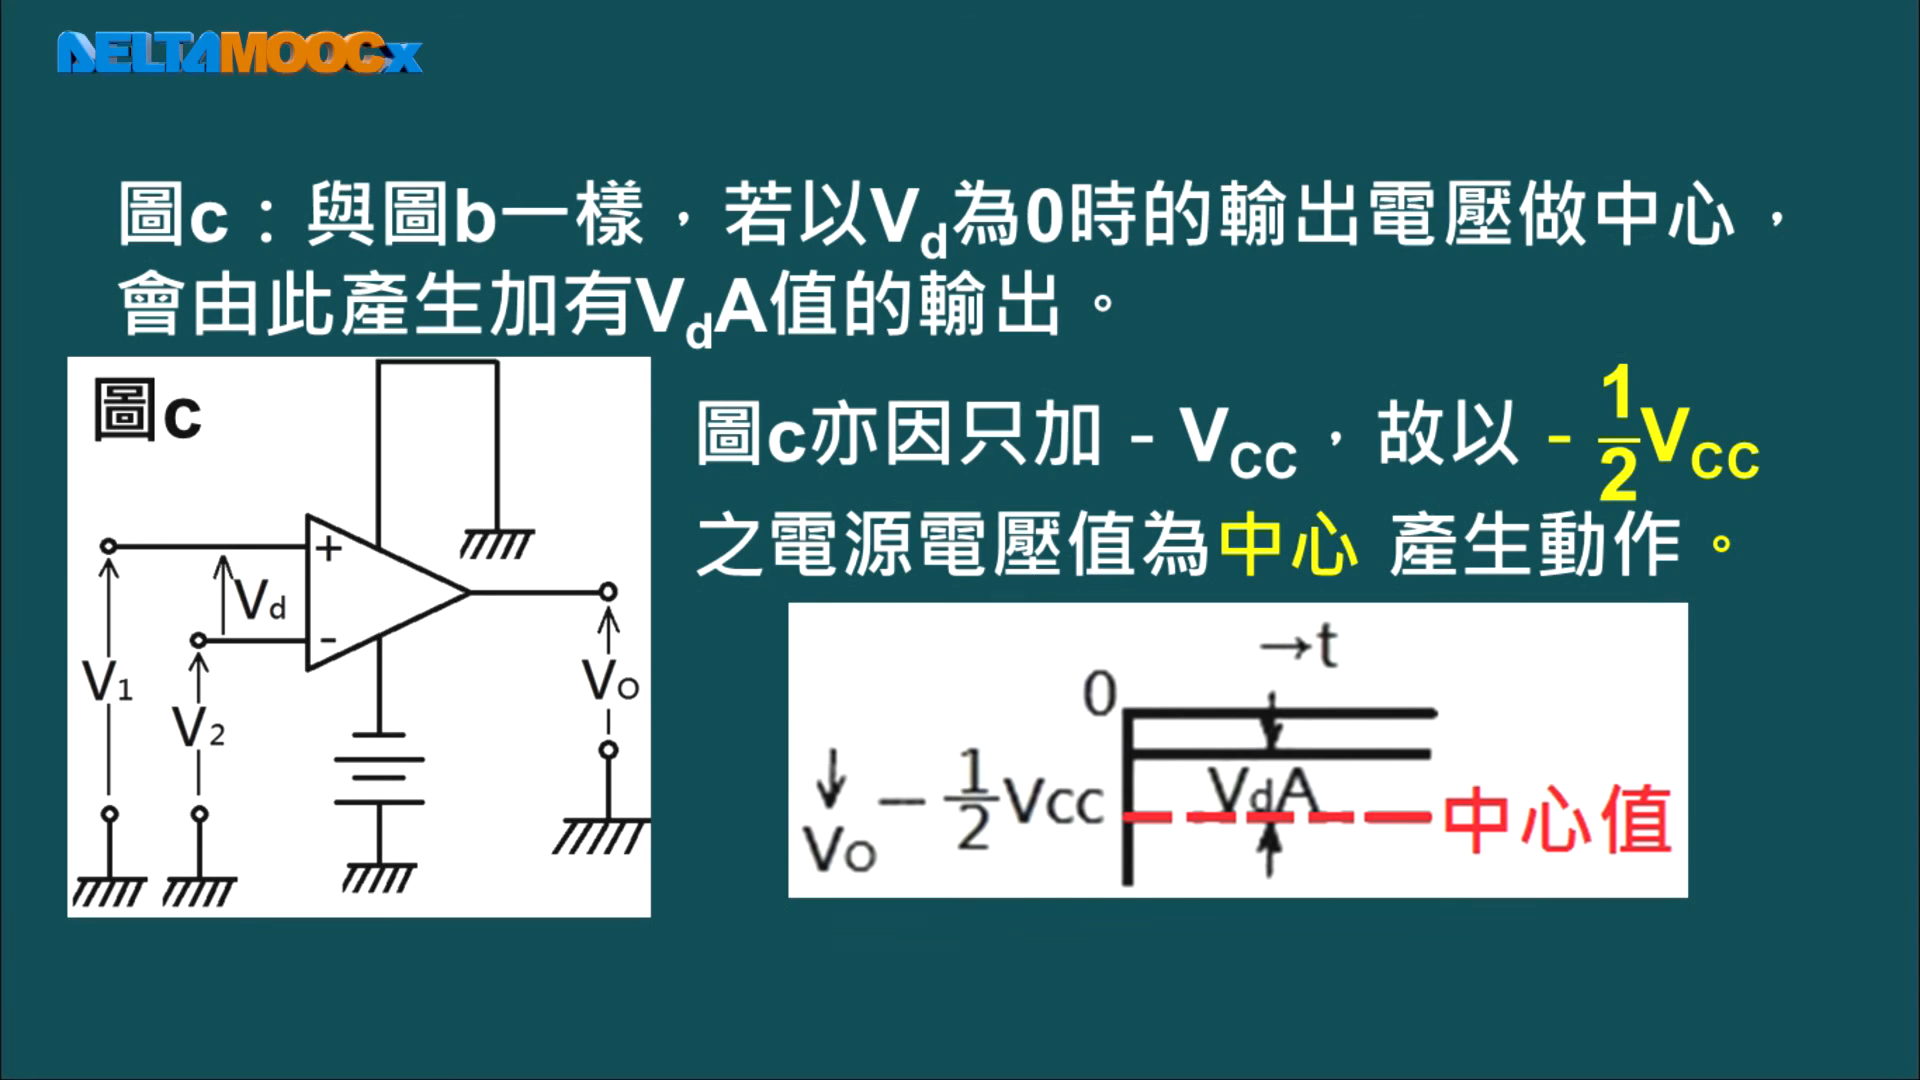 DELTAMOOCx
圖c：與圖b一樣，若以Vd為0時的輸出電壓做中心，
會由此產生加有VdA值的輸出。
圖c亦因只加 - VCC，故以 - 1/2VCC
之電源電壓值為中心 產生動作。
圖c
+
-
Vd
V1
V2
VO
→t
0
VdA
- 1/2VCC
VO
中心值